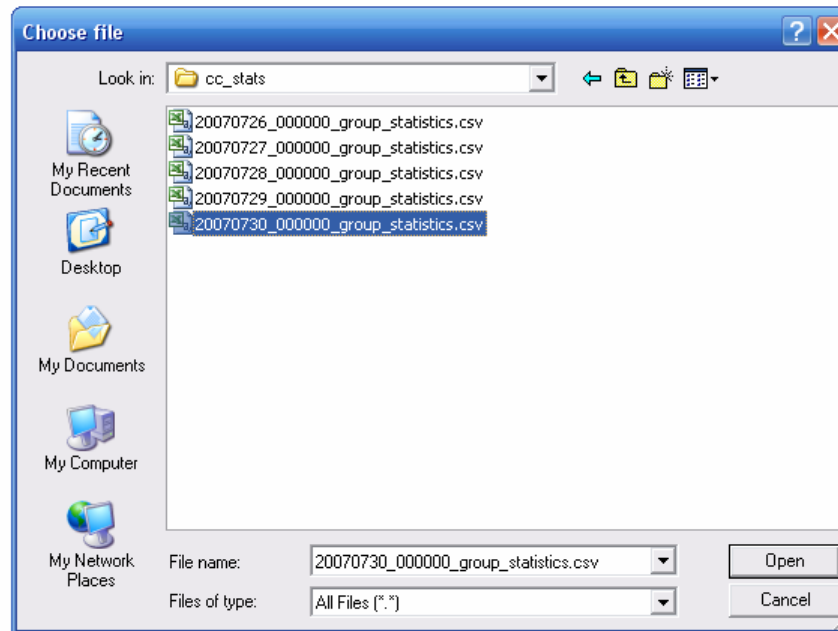 Choose file
Look in: cc_stats
20070726_000000_group_statistics.csv
20070727_000000_group_statistics.csv
20070728_000000_group_statistics.csv
20070729_000000_group_statistics.csv
20070730_000000_group_statistics.csv
My Recent
Documents
Desktop
My Documents
My Computer
My Network
Places
File name: 20070730_000000_group_statistics.csv Open
Files of type: All Files (*.*) Cancel